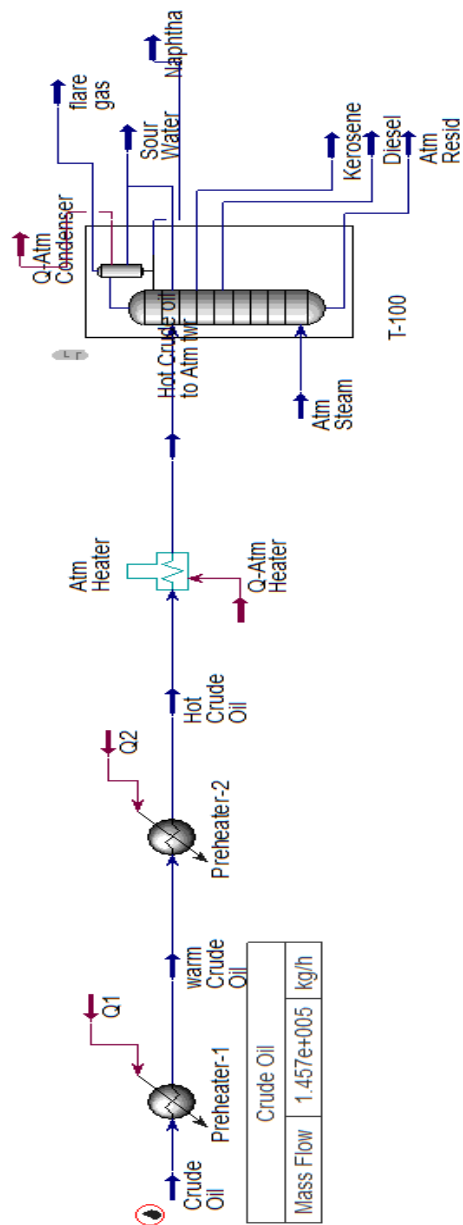 Crude
Oil
Preheater-1
Q1
warm
Crude
Oil
Preheater-2
Q2
Hot
Crude
Oil
Atm
Heater
Q-Atm
Heater
Hot Crude oil
to Atm twr
Atm
Steam
Q-Atm
Condenser
flare
gas
Sour
Water
Naphtha
Kerosene
Diesel
Atm
Resid
T-100
Crude Oil
Mass Flow 1.457e+005 kg/h